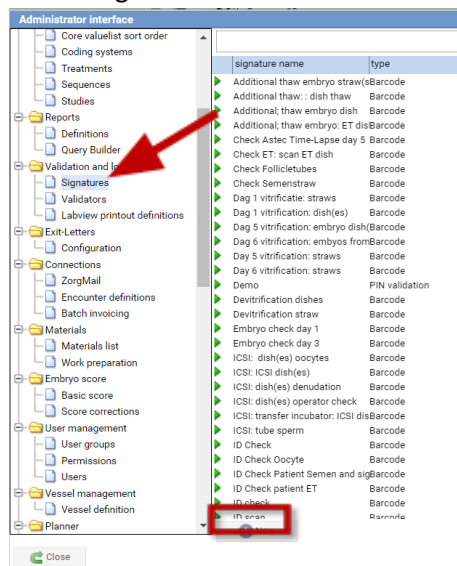 Administrator interface
Core valuelist sort order
Coding systems
Treatments
Sequences
Studies
Reports
Definitions
Query Builder
Validation and lo
Signatures
Validators
Labview printout definitions
Exit-Letters
Configuration
Connections
ZorgMail
Encounter definitions
Batch invoicing
Materials
Materials list
Work preparation
Embryo score
Basic score
Score corrections
User management
User groups
Permissions
Users
Vessel management
Vessel definition
Planner
signature name type
Additional thaw embryo straw(s Barcode
Additional thaw: : dish thaw Barcode
Additional; thaw embryo dish Barcode
Additional; thaw embryo: ET dis Barcode
Check Astec Time-Lapse day 5 Barcode
Check ET: scan ET dish Barcode
Check Follicletubes Barcode
Check Semenstraw Barcode
Dag 1 vitrificatie: straws Barcode
Dag 1 vitrification: dish(es) Barcode
Dag 5 vitrification: embryo dish( Barcode
Dag 6 vitrification: embyos from Barcode
Day 5 vitrification: straws Barcode
Day 6 vitrification: straws Barcode
Demo PIN validation
Devitrification dishes Barcode
Devitrification straw Barcode
Embryo check day 1 Barcode
Embryo check day 3 Barcode
ICSI: dish(es) oocytes Barcode
ICSI: ICSI dish(es) Barcode
ICSI: dish(es) denudation Barcode
ICSI: dish(es) operator check Barcode
ICSI: transfer incubator: ICSI dis Barcode
ICSI: tube sperm Barcode
ID Check Barcode
ID Check Oocyte Barcode
ID Check Patient Semen and sig Barcode
ID Check patient ET Barcode
ID check Barcode
ID scan Barcode
Close